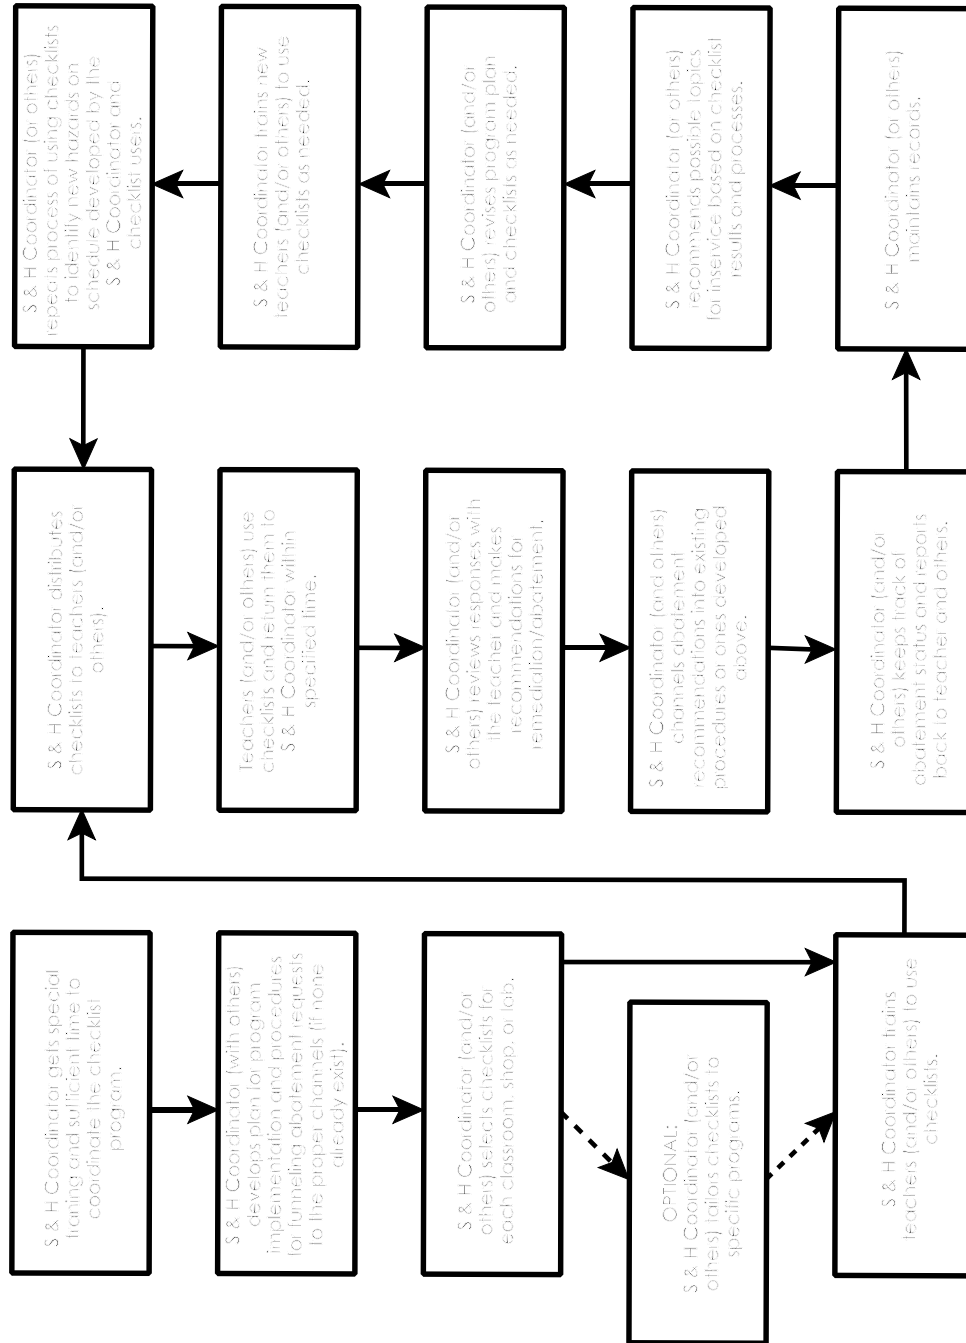 S & H Coordinator gets special
training and sufficient time to
coordinate the checklist
program.
S & H Coordinator (with others)
develops plan for program
implementation and procedures
for funneling abatement requests
to the proper channels (if none
already exist).
S & H Coordinator (and/or
others) selects checklists for
each classroom, shop, or lab.
OPTIONAL:
S & H Coordinator (and/or
others) tailors checklists to
specific programs.
S & H Coordinator trains
teachers (and/or others) to use
checklists.
S & H Coordinator distributes
checklists to teachers (and/or
others).
Teachers (and/or others) use
checklists and return them to
S & H Coordinator within
specified time.
S & H Coordinator (and/or
others) reviews responses with
the teacher and makes
recommendations for
remediation/abatement.
S & H Coordinator (and others)
channels abatement
recommendations into existing
procedures or ones developed
above.
S & H Coordinator (and/or
others) keeps track of
abatement status and reports
back to teacher and others.
S & H Coordinator (or others)
maintains records.
S & H Coordinator (or others)
recommends possible topics
for inservice based on checklist
results and processes.
S & H Coordinator (and/or
others) revises program plan
and checklists as needed.
S & H Coordinator trains new
teachers (and/or others) to use
checklists as needed.
S & H Coordinator (or others)
repeats process of using checklists
to identify new hazards on
schedule developed by the
S & H Coordinator and
checklist users.